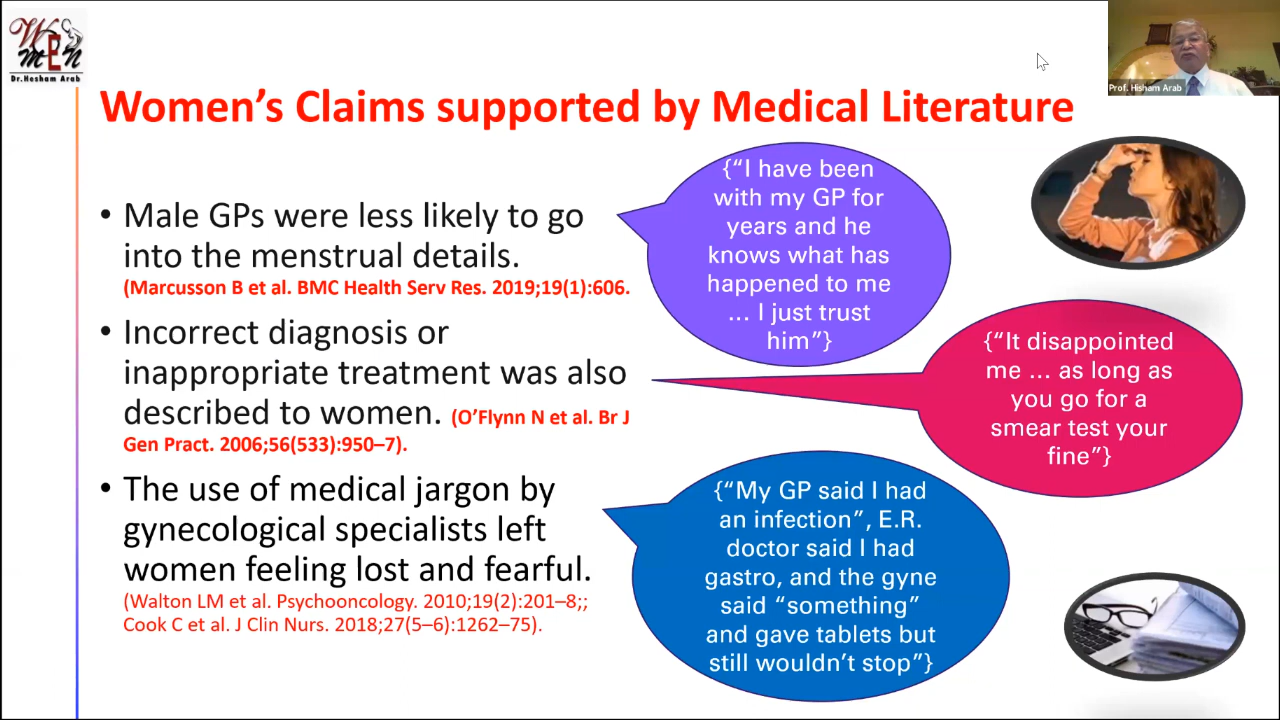 WOMEN
Dr.Hesham Arab
Prof. Hisham Arab
Women’s Claims supported by Medical Literature
• Male GPs were less likely to go
into the menstrual details.
(Marcusson B et al. BMC Health Serv Res. 2019;19(1):606.
• Incorrect diagnosis or
inappropriate treatment was also
described to women. (O’Flynn N et al. Br J
Gen Pract. 2006;56(533):950–7).
• The use of medical jargon by
gynecological specialists left
women feeling lost and fearful.
(Walton LM et al. Psychooncology. 2010;19(2):201–8;;
Cook C et al. J Clin Nurs. 2018;27(5–6):1262–75).
{“I have been
with my GP for
years and he
knows what has
happened to me
... I just trust
him”}
{“It disappointed
me ... as long as
you go for a
smear test your
fine”}
{“My GP said I had
an infection”, E.R.
doctor said I had
gastro, and the gyne
said “something”
and gave tablets but
still wouldn’t stop”}